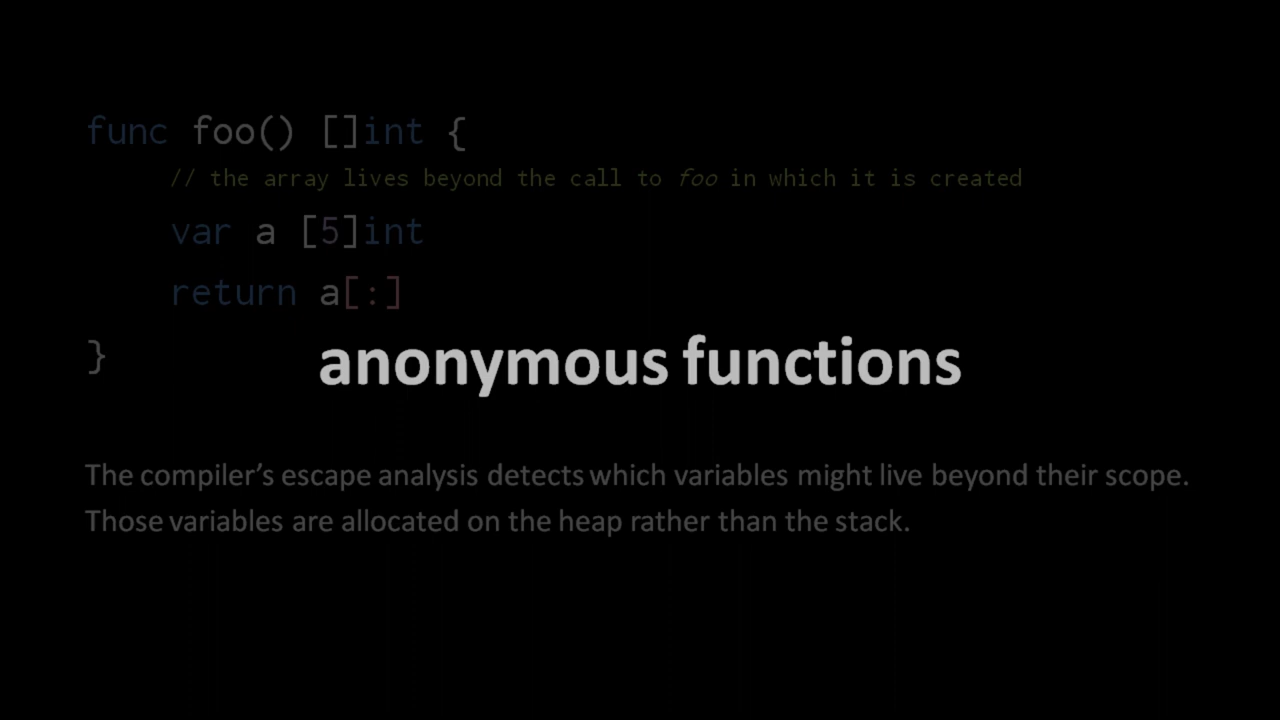 func foo() []int {
// the array lives beyond the call to foo in which it is created
var a [5]int
return a[:]
}
anonymous functions
The compiler’s escape analysis detects which variables might live beyond their scope.
Those variables are allocated on the heap rather than the stack.